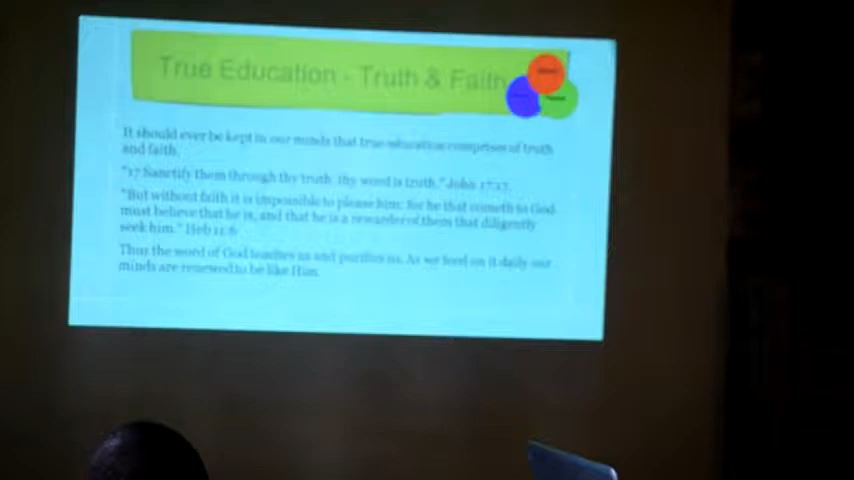 True Education - Truth & Faith
It should ever be kept in our minds that true education comprises of truth
and faith.
"17 Sanctify them through thy truth: thy word is truth." John 17:17.
"But without faith it is impossible to please him: for he that cometh to God
must believe that he is, and that he is a rewarder of them that diligently
seek him." Heb 11:6
Thus the word of God teaches us and purifies us. As we feed on it daily our
minds are renewed to be like Him.